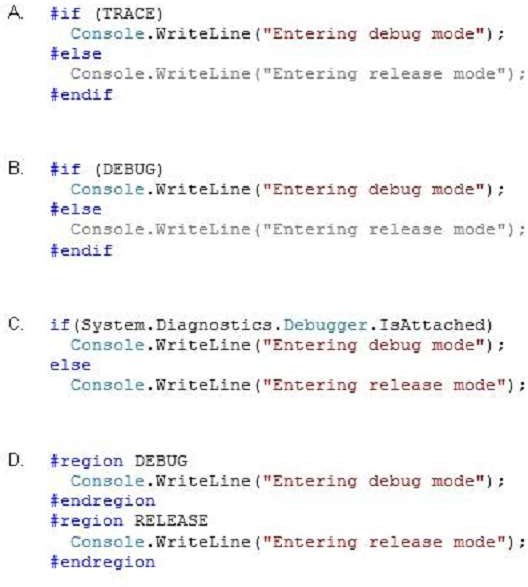 A. #if (TRACE)
Console.WriteLine("Entering debug mode");
#else
Console.WriteLine("Entering release mode");
#endif
B. #if (DEBUG)
Console.WriteLine("Entering debug mode");
#else
Console.WriteLine("Entering release mode");
#endif
C. if(System.Diagnostics.Debugger.IsAttached)
Console.WriteLine("Entering debug mode");
else
Console.WriteLine("Entering release mode");
D. #region DEBUG
Console.WriteLine("Entering debug mode");
#endregion
#region RELEASE
Console.WriteLine("Entering release mode");
#endregion